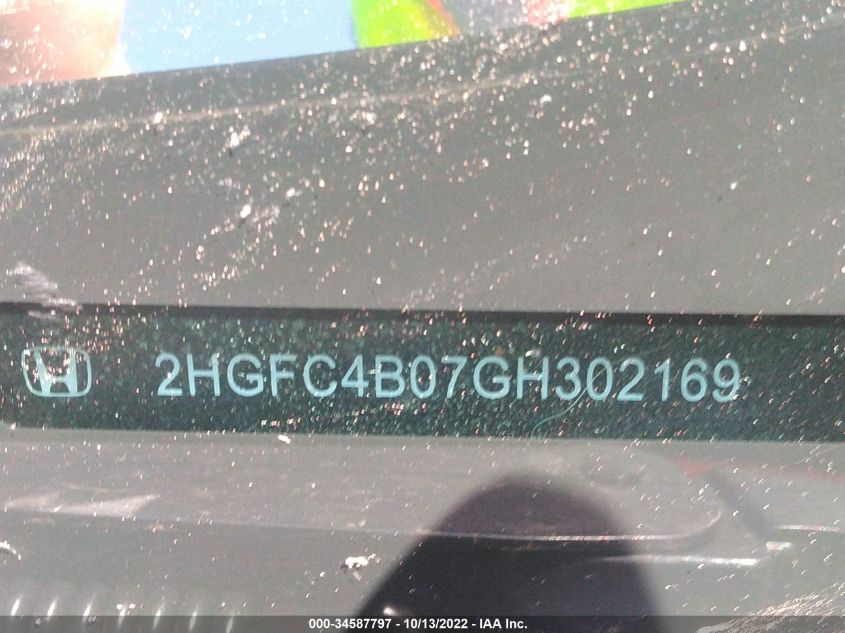 2HGFC4B07GH302169
000-34587797 - 10/13/2022 - IAA Inc.